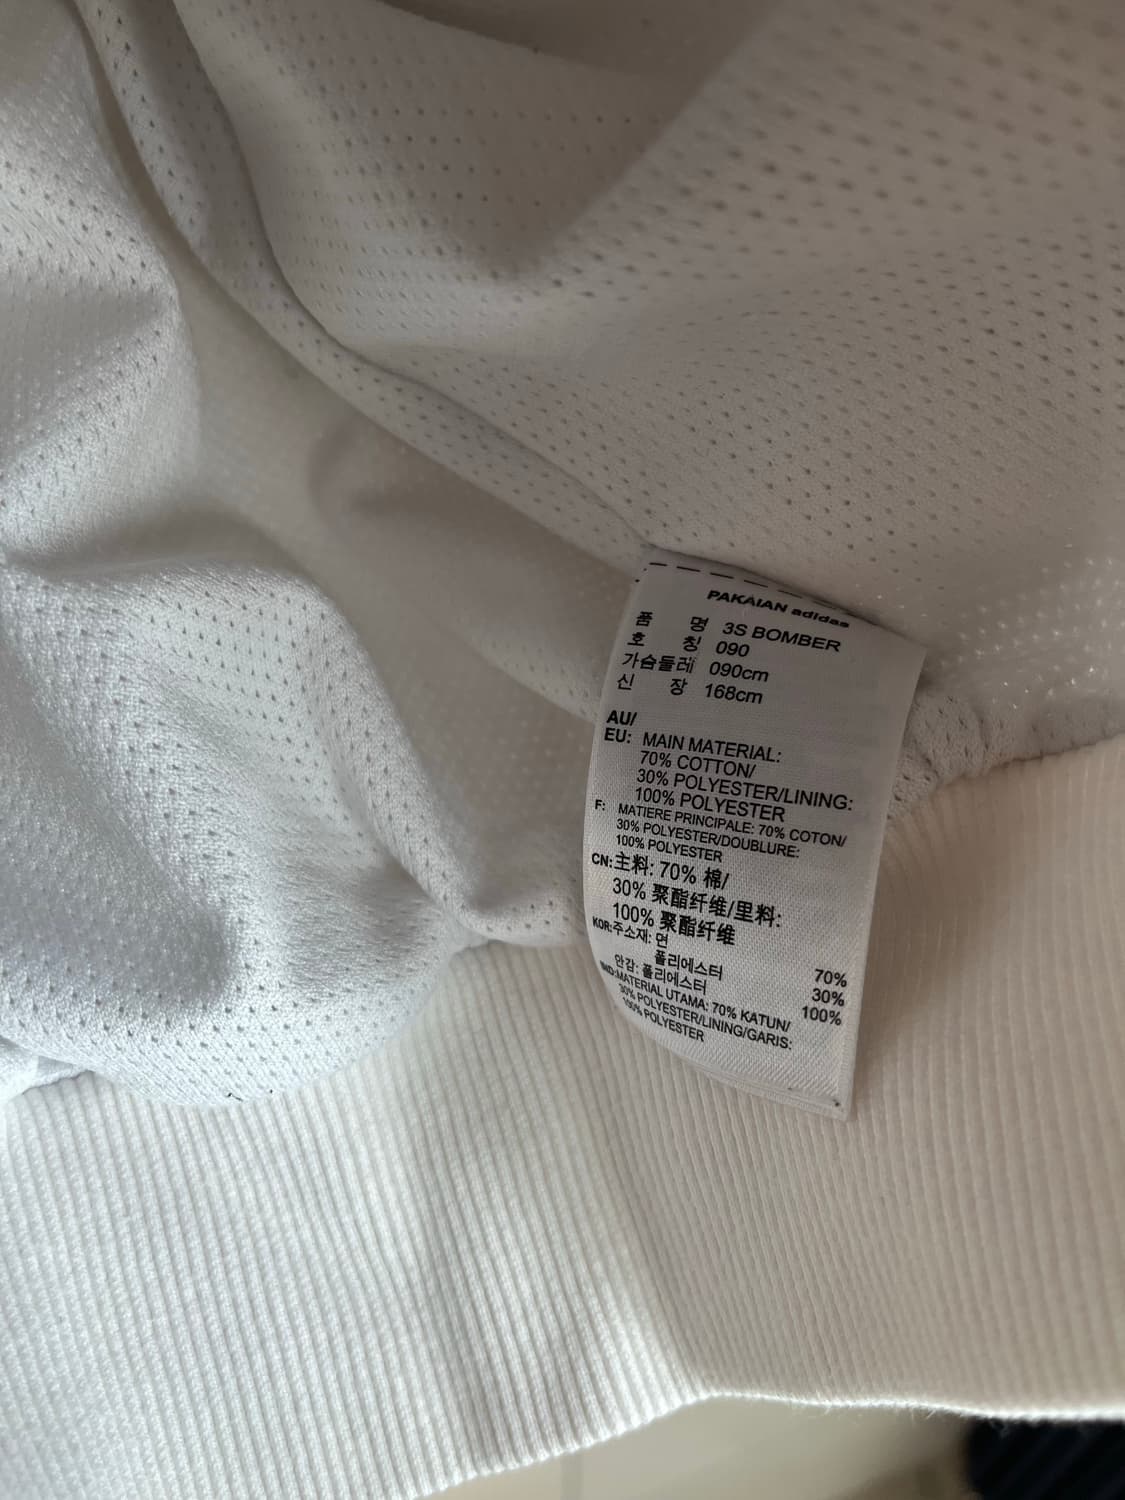 PAKAIAN adidas
품 명 3S BOMBER
호 칭 090
가슴둘레 090cm
신 장 168cm
AU/
EU: MAIN MATERIAL:
70% COTTON/
30% POLYESTER/LINING:
100% POLYESTER
F: MATIERE PRINCIPALE: 70% COTON/
30% POLYESTER/DOUBLURE:
100% POLYESTER
CN: 主料: 70% 棉/
30% 聚酯纤维/里料:
100% 聚酯纤维
KOR: 주소재: 면 70%
폴리에스터 30%
안감: 폴리에스터 100%
IND: MATERIAL UTAMA: 70% KATUN/
30% POLYESTER/LINING/GARIS:
100% POLYESTER